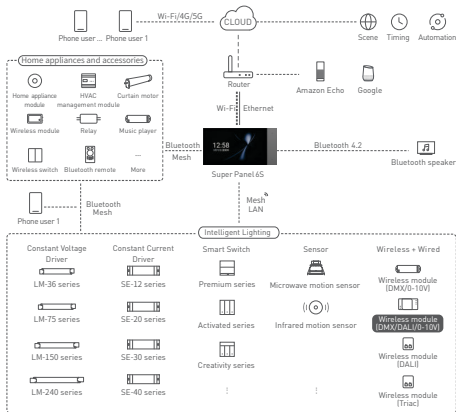 Wi-Fi/4G/5G
CLOUD
Phone user ... Phone user 1
Scene Timing Automation
Home appliances and accessories
Router
Amazon Echo Google
Home appliance
module
HVAC
management module
Curtain motor
Wi-Fi Ethernet
Wireless module Relay Music player
Bluetooth
Mesh
12:58
Bluetooth 4.2
Bluetooth speaker
Super Panel 6S
Wireless switch Bluetooth remote ... More
Phone user 1
Bluetooth
Mesh
Mesh
LAN
Intelligent Lighting
Constant Voltage
Driver
LM-36 series
LM-75 series
LM-150 series
LM-240 series
Constant Current
Driver
SE-12 series
SE-20 series
SE-30 series
SE-40 series
Smart Switch
Premium series
Activated series
Creativity series
Sensor
Microwave motion sensor
Infrared motion sensor
Wireless + Wired
Wireless module
(DMX/0-10V)
Wireless module
(DMX/DALI/0-10V)
Wireless module
(DALI)
Wireless module
(Triac)